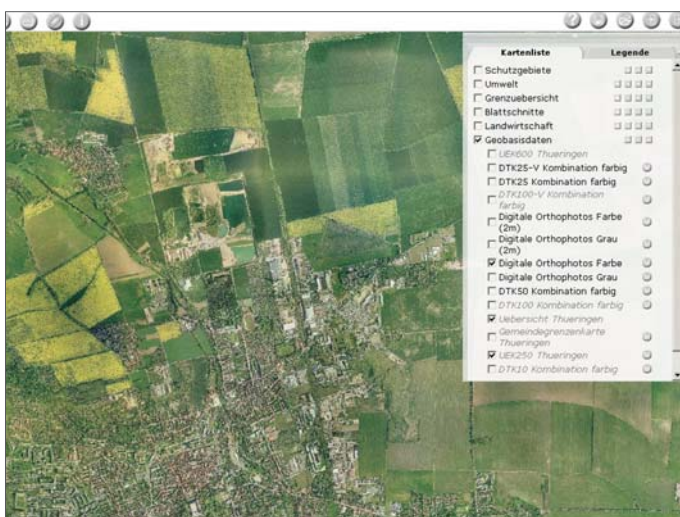 Kartenliste Legende
Schutzgebiete
Umwelt
Grenzuebersicht
Blattschnitte
Landwirtschaft
Geobasisdaten
UEK600 Thueringen
DTK25-V Kombination farbig
DTK25 Kombination farbig
DTK100-V Kombination
farbig
Digitale Orthophotos Farbe
(2m)
Digitale Orthophotos Grau
(2m)
Digitale Orthophotos Farbe
Digitale Orthophotos Grau
DTK50 Kombination farbig
DTK100 Kombination farbig
Uebersicht Thueringen
Gemeindegrenzenkarte
Thueringen
UEK250 Thueringen
DTK10 Kombination farbig